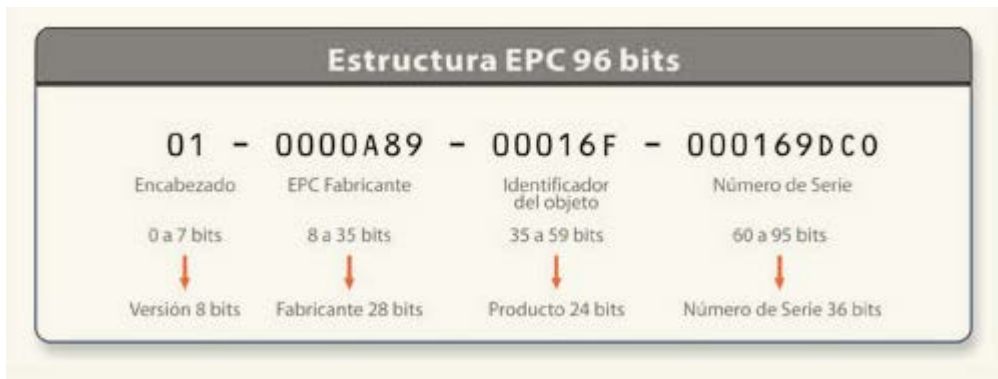 Estructura EPC 96 bits
01 - 0000A89 - 00016F - 000169DC0
Encabezado EPC Fabricante Identificador del objeto Número de Serie
0 a 7 bits 8 a 35 bits 35 a 59 bits 60 a 95 bits
Versión 8 bits Fabricante 28 bits Producto 24 bits Número de Serie 36 bits